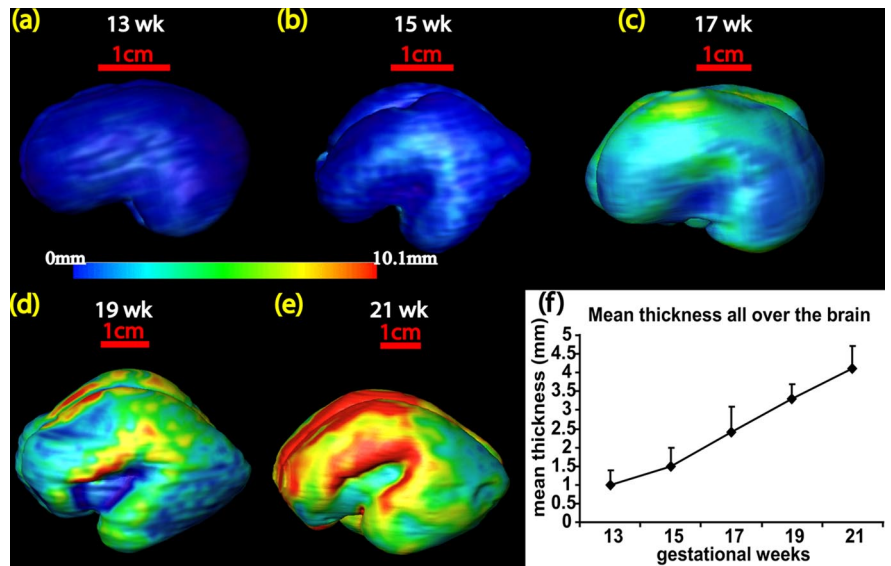 (a)
13 wk
1cm
(b)
15 wk
1cm
(c)
17 wk
1cm
0mm
10.1mm
(d)
19 wk
1cm
(e)
21 wk
1cm
(f)
Mean thickness all over the brain
mean thickness (mm)
5
4.5
4
3.5
3
2.5
2
1.5
1
0.5
0
13 15 17 19 21
gestational weeks